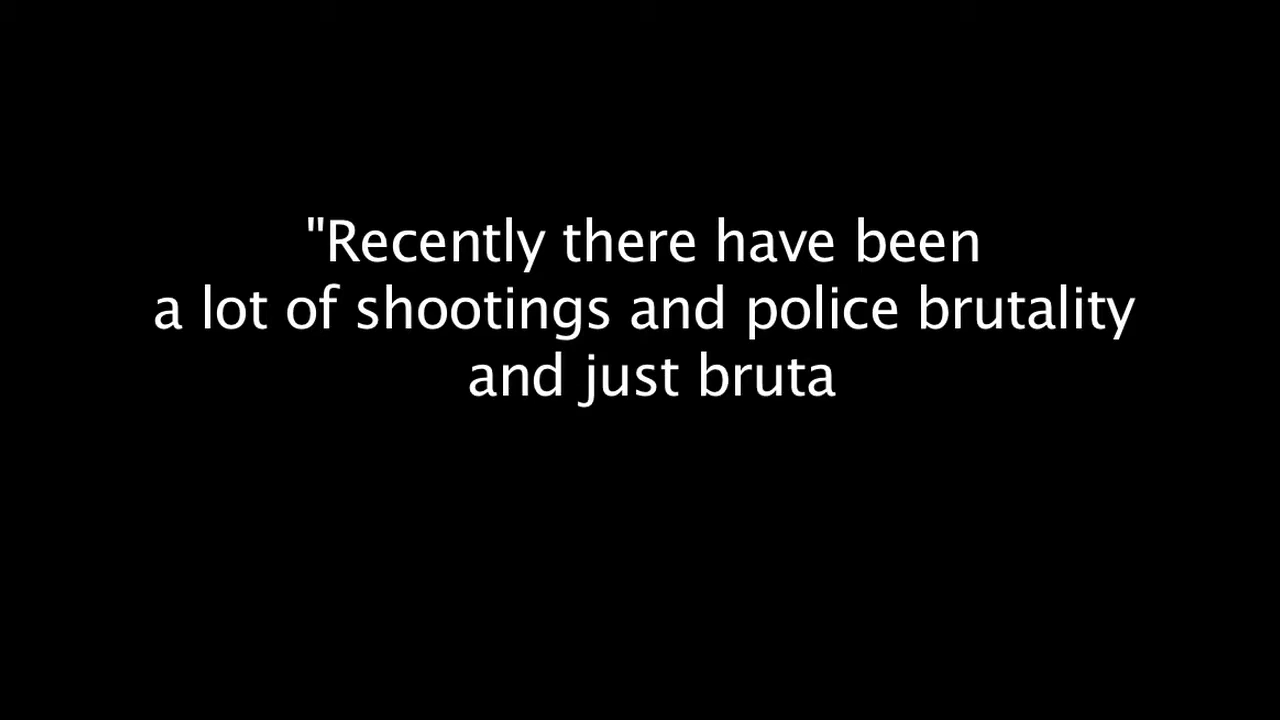 "Recently there have been
a lot of shootings and police brutality
and just bruta